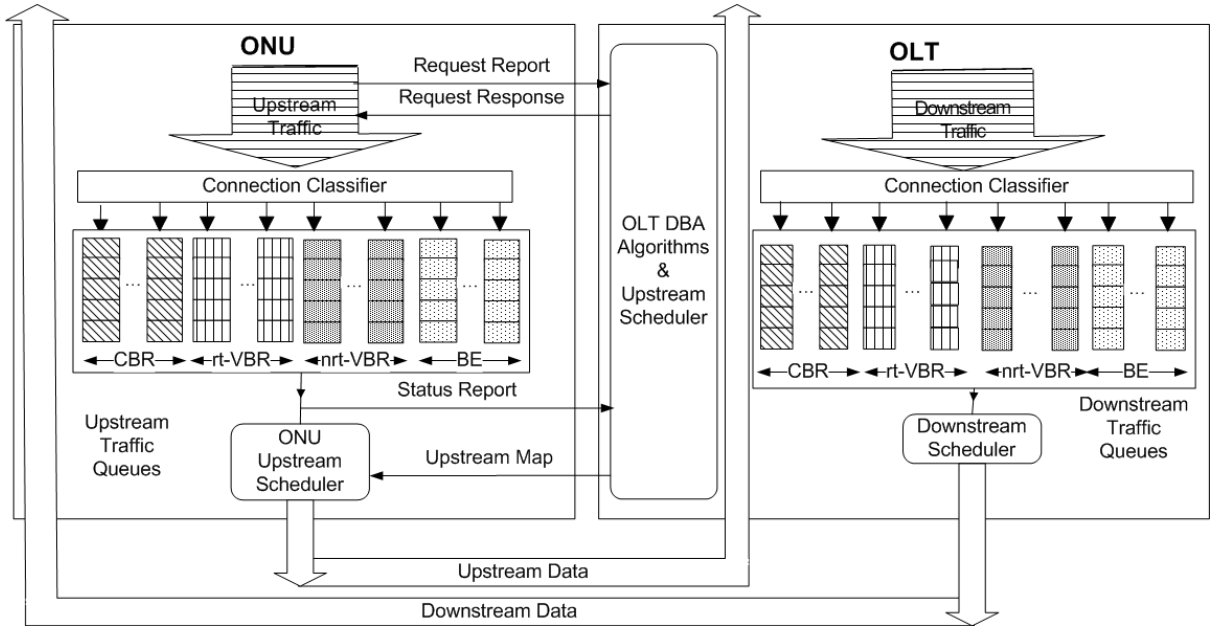 ONU
Request Report
Request Response
Upstream
Traffic
Connection Classifier
... ... ... ...
CBR rt-VBR nrt-VBR BE
Status Report
Upstream
Traffic
Queues
ONU
Upstream
Scheduler
Upstream Map
OLT DBA
Algorithms
&
Upstream
Scheduler
OLT
Downstream
Traffic
Connection Classifier
... ... ... ...
CBR rt-VBR nrt-VBR BE
Downstream
Scheduler
Downstream
Traffic
Queues
Upstream Data
Downstream Data